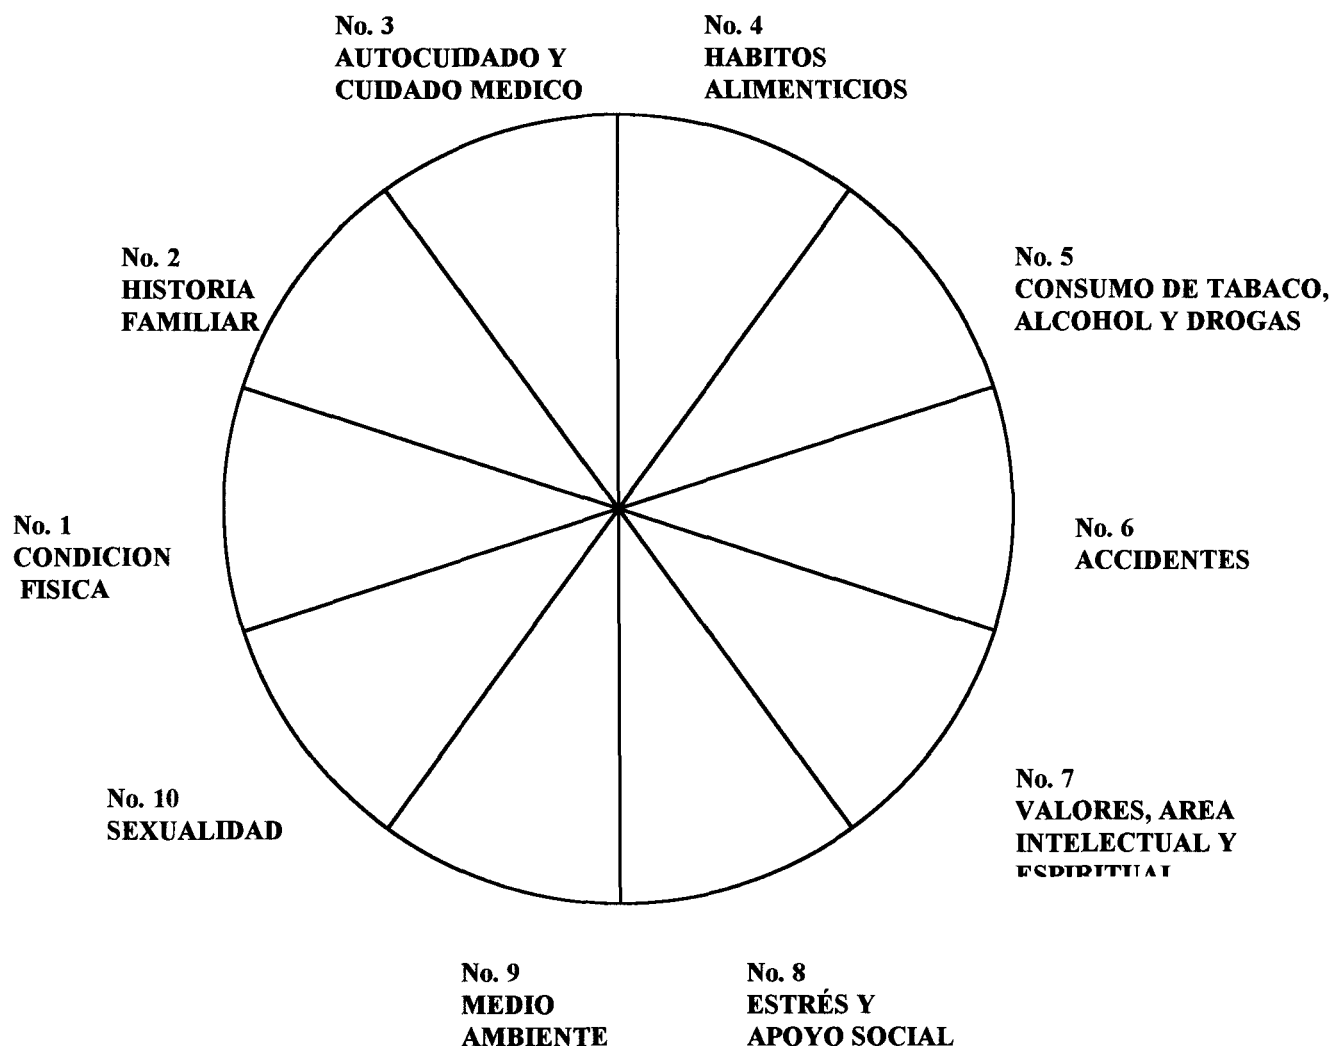 No. 3
AUTOCUIDADO Y
CUIDADO MEDICO
No. 4
HABITOS
ALIMENTICIOS
No. 2
HISTORIA
FAMILIAR
No. 5
CONSUMO DE TABACO,
ALCOHOL Y DROGAS
No. 1
CONDICION
FISICA
No. 6
ACCIDENTES
No. 10
SEXUALIDAD
No. 7
VALORES, AREA
INTELECTUAL Y
ESPIRITUAL
No. 9
MEDIO
AMBIENTE
No. 8
ESTRÉS Y
APOYO SOCIAL